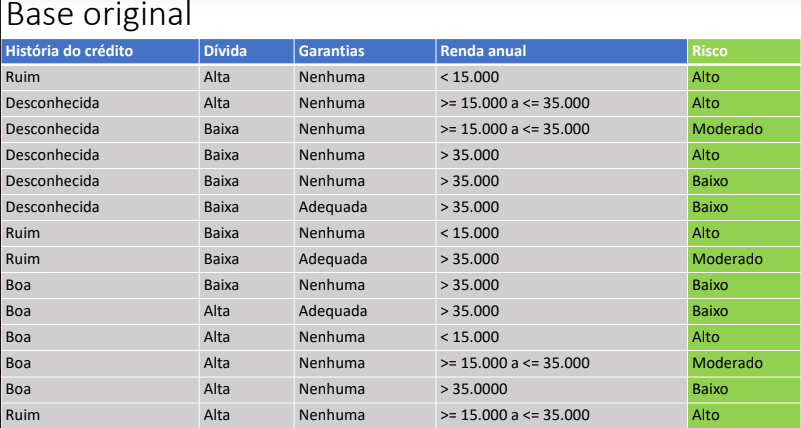 Base original
História do crédito Dívida Garantias Renda anual Risco
Ruim Alta Nenhuma < 15.000 Alto
Desconhecida Alta Nenhuma >= 15.000 a <= 35.000 Alto
Desconhecida Baixa Nenhuma >= 15.000 a <= 35.000 Moderado
Desconhecida Baixa Nenhuma > 35.000 Alto
Desconhecida Baixa Nenhuma > 35.000 Baixo
Desconhecida Baixa Adequada > 35.000 Baixo
Ruim Baixa Nenhuma < 15.000 Alto
Ruim Baixa Adequada > 35.000 Moderado
Boa Baixa Nenhuma > 35.000 Baixo
Boa Alta Adequada > 35.000 Baixo
Boa Alta Nenhuma < 15.000 Alto
Boa Alta Nenhuma >= 15.000 a <= 35.000 Moderado
Boa Alta Nenhuma > 35.0000 Baixo
Ruim Alta Nenhuma >= 15.000 a <= 35.000 Alto